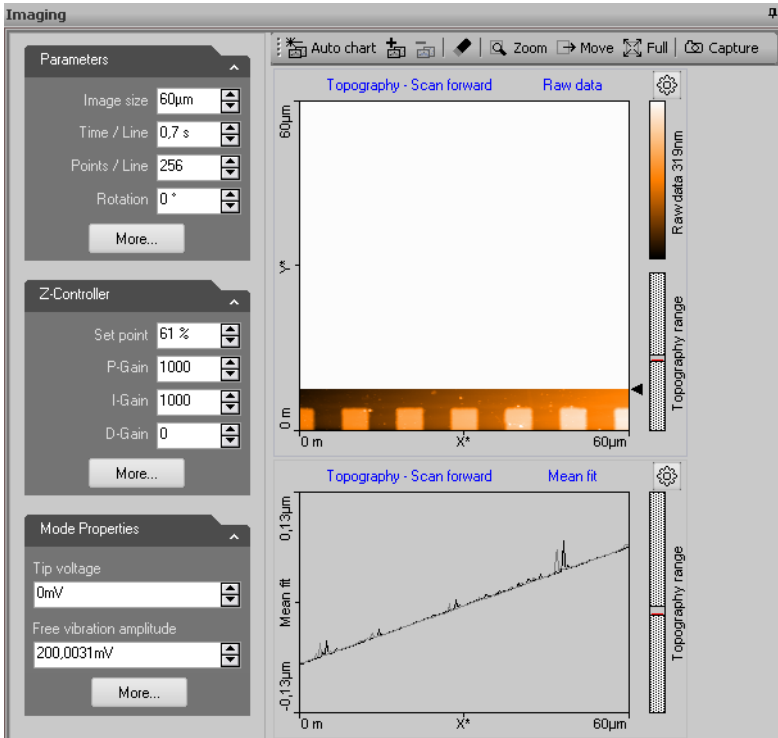 Imaging
Parameters
Image size 60µm
Time / Line 0,7 s
Points / Line 256
Rotation 0 °
More...
Z-Controller
Set point 61 %
P-Gain 1000
I-Gain 1000
D-Gain 0
More...
Mode Properties
Tip voltage
0mV
Free vibration amplitude
200,0031mV
More...
Auto chart Zoom Move Full Capture
Topography - Scan forward Raw data
60µm
Y*
0 m
0 m X* 60µm
Raw data 319nm
Topography range
Topography - Scan forward Mean fit
0,13µm
Mean fit
-0,13µm
0 m X* 60µm
Topography range